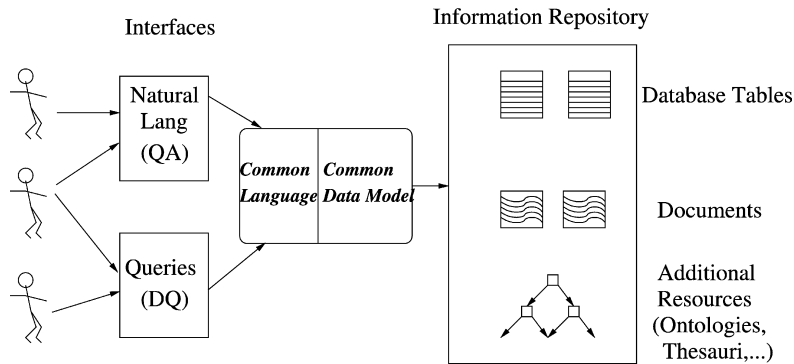 Interfaces
Information Repository
Natural
Lang
(QA)
Common
Language
Common
Data Model
Queries
(DQ)
Database Tables
Documents
Additional
Resources
(Ontologies,
Thesauri,...)